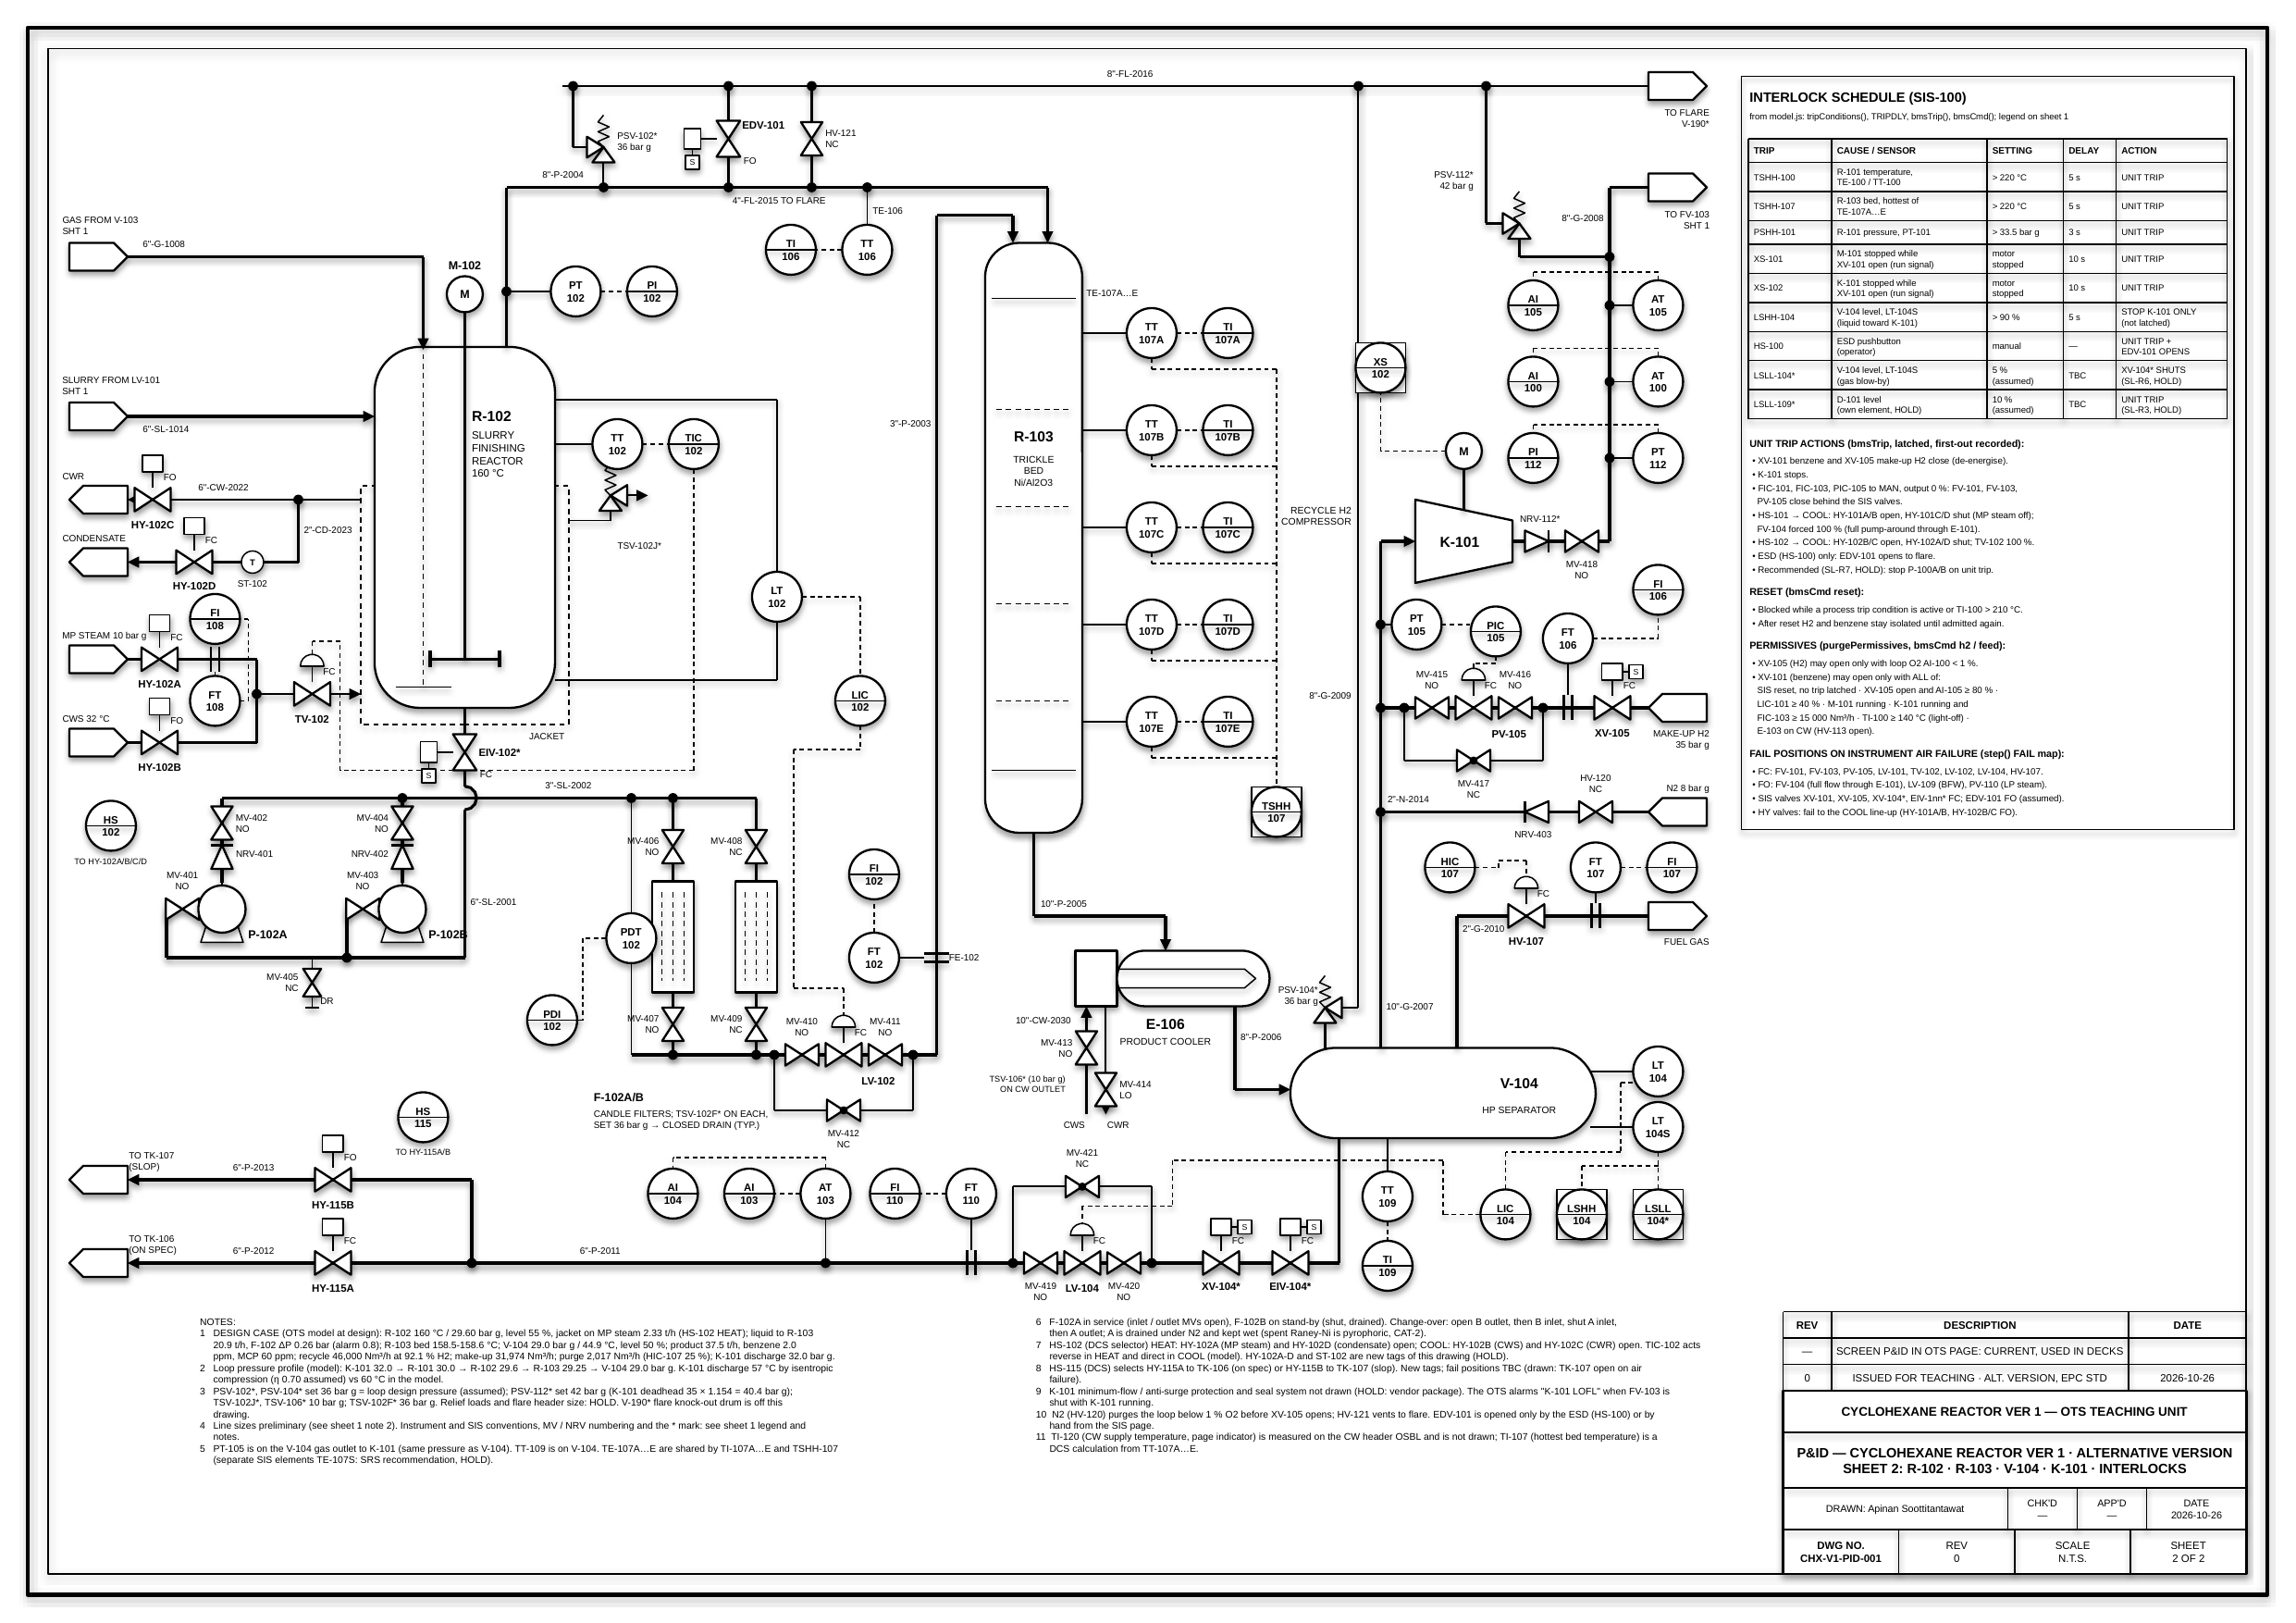 8"-FL-2016
TO FLARE
V-190*
PSV-102*
36 bar g
EDV-101
S
FO
HV-121
NC
8"-P-2004
4"-FL-2015 TO FLARE
TE-106
TI
106
TT
106
PSV-112*
42 bar g
8"-G-2008
TO FV-103
SHT 1
GAS FROM V-103
SHT 1
6"-G-1008
M-102
M
PT
102
PI
102
TE-107A…E
TT
107A
TI
107A
AI
105
AT
105
XS
102
AI
100
AT
100
SLURRY FROM LV-101
SHT 1
6"-SL-1014
R-102
SLURRY
FINISHING
REACTOR
160 °C
TT
102
TIC
102
3"-P-2003
R-103
TRICKLE
BED
Ni/Al2O3
TT
107B
TI
107B
M
PI
112
PT
112
CWR
FO
6"-CW-2022
HY-102C
2"-CD-2023
CONDENSATE
FC
T
HY-102D
ST-102
TSV-102J*
TT
107C
TI
107C
RECYCLE H2
COMPRESSOR
K-101
NRV-112*
MV-418
NO
FI
106
FI
108
MP STEAM 10 bar g
FC
HY-102A
FT
108
FC
TV-102
CWS 32 °C
FO
HY-102B
LT
102
LIC
102
TT
107D
TI
107D
PT
105
PIC
105
FT
106
MV-415
NO
FC
MV-416
NO
S
FC
8"-G-2009
PV-105
XV-105
MAKE-UP H2
35 bar g
TT
107E
TI
107E
JACKET
EIV-102*
S
FC
3"-SL-2002
MV-417
NC
HV-120
NC
N2 8 bar g
2"-N-2014
NRV-403
TSHH
107
HS
102
TO HY-102A/B/C/D
MV-402
NO
NRV-401
MV-401
NO
P-102A
MV-404
NO
NRV-402
MV-403
NO
P-102B
6"-SL-2001
MV-405
NC
DR
MV-406
NO
MV-408
NC
PDT
102
PDI
102
MV-407
NO
MV-409
NC
FI
102
FT
102
FE-102
MV-410
NO
FC
MV-411
NO
LV-102
MV-412
NC
F-102A/B
CANDLE FILTERS; TSV-102F* ON EACH,
SET 36 bar g → CLOSED DRAIN (TYP.)
10"-P-2005
HIC
107
FC
FT
107
FI
107
2"-G-2010
HV-107
FUEL GAS
10"-CW-2030
MV-413
NO
E-106
PRODUCT COOLER
TSV-106* (10 bar g)
ON CW OUTLET
MV-414
LO
CWS
CWR
8"-P-2006
PSV-104*
36 bar g
10"-G-2007
V-104
HP SEPARATOR
LT
104
LT
104S
HS
115
TO HY-115A/B
TO TK-107
(SLOP)
6"-P-2013
FO
HY-115B
TO TK-106
(ON SPEC)
6"-P-2012
FC
HY-115A
6"-P-2011
AI
104
AI
103
AT
103
FI
110
FT
110
MV-421
NC
FC
MV-419
NO
LV-104
MV-420
NO
S
FC
XV-104*
S
FC
EIV-104*
TT
109
TI
109
LIC
104
LSHH
104
LSLL
104*
INTERLOCK SCHEDULE (SIS-100)
from model.js: tripConditions(), TRIPDLY, bmsTrip(), bmsCmd(); legend on sheet 1
TRIP CAUSE / SENSOR SETTING DELAY ACTION
TSHH-100 R-101 temperature, TE-100 / TT-100 > 220 °C 5 s UNIT TRIP
TSHH-107 R-103 bed, hottest of TE-107A…E > 220 °C 5 s UNIT TRIP
PSHH-101 R-101 pressure, PT-101 > 33.5 bar g 3 s UNIT TRIP
XS-101 M-101 stopped while XV-101 open (run signal) motor stopped 10 s UNIT TRIP
XS-102 K-101 stopped while XV-101 open (run signal) motor stopped 10 s UNIT TRIP
LSHH-104 V-104 level, LT-104S (liquid toward K-101) > 90 % 5 s STOP K-101 ONLY (not latched)
HS-100 ESD pushbutton (operator) manual — UNIT TRIP + EDV-101 OPENS
LSLL-104* V-104 level, LT-104S (gas blow-by) 5 % (assumed) TBC XV-104* SHUTS (SL-R6, HOLD)
LSLL-109* D-101 level (own element, HOLD) 10 % (assumed) TBC UNIT TRIP (SL-R3, HOLD)
UNIT TRIP ACTIONS (bmsTrip, latched, first-out recorded):
• XV-101 benzene and XV-105 make-up H2 close (de-energise).
• K-101 stops.
• FIC-101, FIC-103, PIC-105 to MAN, output 0 %: FV-101, FV-103,
PV-105 close behind the SIS valves.
• HS-101 → COOL: HY-101A/B open, HY-101C/D shut (MP steam off);
FV-104 forced 100 % (full pump-around through E-101).
• HS-102 → COOL: HY-102B/C open, HY-102A/D shut; TV-102 100 %.
• ESD (HS-100) only: EDV-101 opens to flare.
• Recommended (SL-R7, HOLD): stop P-100A/B on unit trip.
RESET (bmsCmd reset):
• Blocked while a process trip condition is active or TI-100 > 210 °C.
• After reset H2 and benzene stay isolated until admitted again.
PERMISSIVES (purgePermissives, bmsCmd h2 / feed):
• XV-105 (H2) may open only with loop O2 AI-100 < 1 %.
• XV-101 (benzene) may open only with ALL of:
SIS reset, no trip latched · XV-105 open and AI-105 ≥ 80 % ·
LIC-101 ≥ 40 % · M-101 running · K-101 running and
FIC-103 ≥ 15 000 Nm³/h · TI-100 ≥ 140 °C (light-off) ·
E-103 on CW (HV-113 open).
FAIL POSITIONS ON INSTRUMENT AIR FAILURE (step() FAIL map):
• FC: FV-101, FV-103, PV-105, LV-101, TV-102, LV-102, LV-104, HV-107.
• FO: FV-104 (full flow through E-101), LV-109 (BFW), PV-110 (LP steam).
• SIS valves XV-101, XV-105, XV-104*, EIV-1nn* FC; EDV-101 FO (assumed).
• HY valves: fail to the COOL line-up (HY-101A/B, HY-102B/C FO).
NOTES:
1 DESIGN CASE (OTS model at design): R-102 160 °C / 29.60 bar g, level 55 %, jacket on MP steam 2.33 t/h (HS-102 HEAT); liquid to R-103
20.9 t/h, F-102 ΔP 0.26 bar (alarm 0.8); R-103 bed 158.5-158.6 °C; V-104 29.0 bar g / 44.9 °C, level 50 %; product 37.5 t/h, benzene 2.0
ppm, MCP 60 ppm; recycle 46,000 Nm³/h at 92.1 % H2; make-up 31,974 Nm³/h; purge 2,017 Nm³/h (HIC-107 25 %); K-101 discharge 32.0 bar g.
2 Loop pressure profile (model): K-101 32.0 → R-101 30.0 → R-102 29.6 → R-103 29.25 → V-104 29.0 bar g. K-101 discharge 57 °C by isentropic
compression (η 0.70 assumed) vs 60 °C in the model.
3 PSV-102*, PSV-104* set 36 bar g = loop design pressure (assumed); PSV-112* set 42 bar g (K-101 deadhead 35 × 1.154 = 40.4 bar g);
TSV-102J*, TSV-106* 10 bar g; TSV-102F* 36 bar g. Relief loads and flare header size: HOLD. V-190* flare knock-out drum is off this
drawing.
4 Line sizes preliminary (see sheet 1 note 2). Instrument and SIS conventions, MV / NRV numbering and the * mark: see sheet 1 legend and
notes.
5 PT-105 is on the V-104 gas outlet to K-101 (same pressure as V-104). TT-109 is on V-104. TE-107A…E are shared by TI-107A…E and TSHH-107
(separate SIS elements TE-107S: SRS recommendation, HOLD).
6 F-102A in service (inlet / outlet MVs open), F-102B on stand-by (shut, drained). Change-over: open B outlet, then B inlet, shut A inlet,
then A outlet; A is drained under N2 and kept wet (spent Raney-Ni is pyrophoric, CAT-2).
7 HS-102 (DCS selector) HEAT: HY-102A (MP steam) and HY-102D (condensate) open; COOL: HY-102B (CWS) and HY-102C (CWR) open. TIC-102 acts
reverse in HEAT and direct in COOL (model). HY-102A-D and ST-102 are new tags of this drawing (HOLD).
8 HS-115 (DCS) selects HY-115A to TK-106 (on spec) or HY-115B to TK-107 (slop). New tags; fail positions TBC (drawn: TK-107 open on air
failure).
9 K-101 minimum-flow / anti-surge protection and seal system not drawn (HOLD: vendor package). The OTS alarms "K-101 LOFL" when FV-103 is
shut with K-101 running.
10 N2 (HV-120) purges the loop below 1 % O2 before XV-105 opens; HV-121 vents to flare. EDV-101 is opened only by the ESD (HS-100) or by
hand from the SIS page.
11 TI-120 (CW supply temperature, page indicator) is measured on the CW header OSBL and is not drawn; TI-107 (hottest bed temperature) is a
DCS calculation from TT-107A…E.
REV DESCRIPTION DATE
— SCREEN P&ID IN OTS PAGE: CURRENT, USED IN DECKS
0 ISSUED FOR TEACHING · ALT. VERSION, EPC STD 2026-10-26
CYCLOHEXANE REACTOR VER 1 — OTS TEACHING UNIT
P&ID — CYCLOHEXANE REACTOR VER 1 · ALTERNATIVE VERSION
SHEET 2: R-102 · R-103 · V-104 · K-101 · INTERLOCKS
DRAWN: Apinan Soottitantawat
CHK'D
—
APP'D
—
DATE
2026-10-26
DWG NO.
CHX-V1-PID-001
REV
0
SCALE
N.T.S.
SHEET
2 OF 2